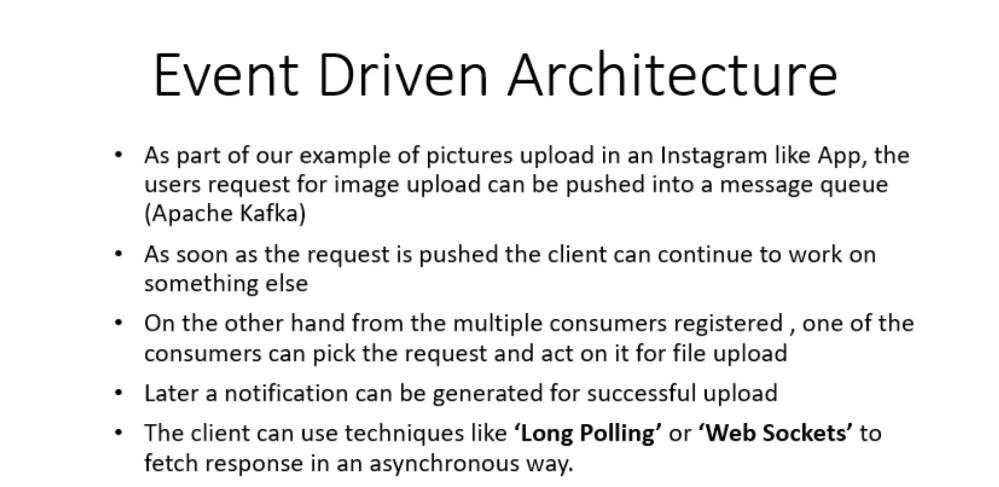 Event Driven Architecture
• As part of our example of pictures upload in an Instagram like App, the
users request for image upload can be pushed into a message queue
(Apache Kafka)
• As soon as the request is pushed the client can continue to work on
something else
• On the other hand from the multiple consumers registered , one of the
consumers can pick the request and act on it for file upload
• Later a notification can be generated for successful upload
• The client can use techniques like ‘Long Polling’ or ‘Web Sockets’ to
fetch response in an asynchronous way.